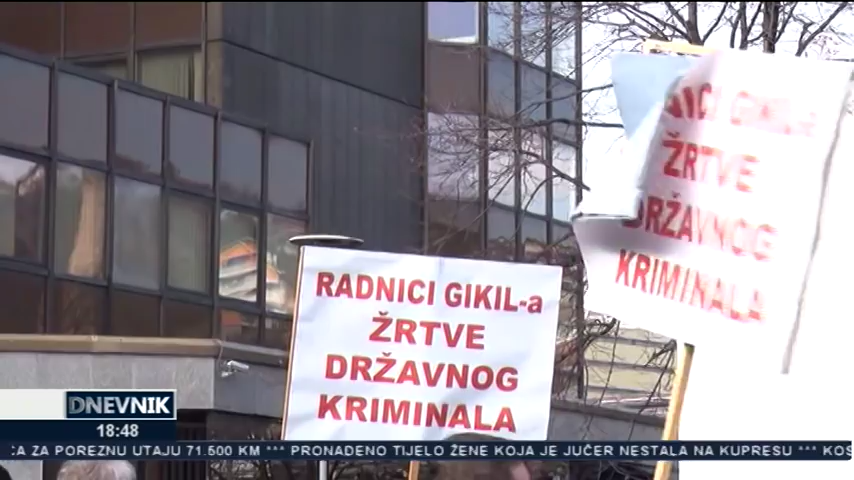 RADNICI GIKIL-a
ŽRTVE
DRŽAVNOG
KRIMINALA
GIKIL-a
ŽRTVE
DRŽAVNOG
KRIMINALA
DNEVNIK
18:48
ZA POREZNU UTAJU 71.500 KM *** PRONAĐENO TIJELO ŽENE KOJA JE JUČER NESTALA NA KUPRESU ***